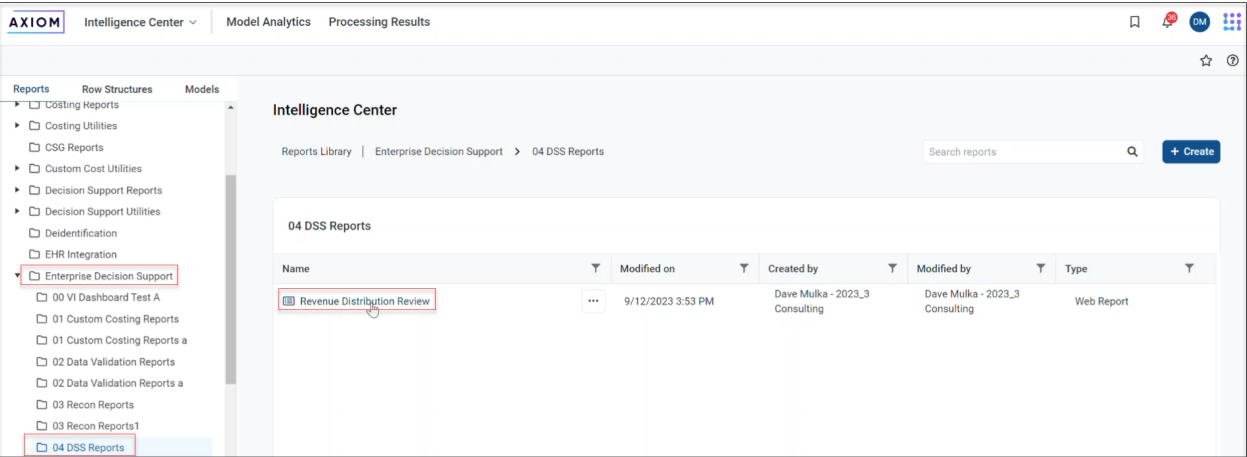 AXIOM
Intelligence Center
Model Analytics
Processing Results
36
DM
Reports
Row Structures
Models
Costing Reports
Costing Utilities
CSG Reports
Custom Cost Utilities
Decision Support Reports
Decision Support Utilities
Deidentification
EHR Integration
Enterprise Decision Support
00 VI Dashboard Test A
01 Custom Costing Reports
01 Custom Costing Reports a
02 Data Validation Reports
02 Data Validation Reports a
03 Recon Reports
03 Recon Reports1
04 DSS Reports
Intelligence Center
Reports Library | Enterprise Decision Support > 04 DSS Reports
Search reports
+ Create
04 DSS Reports
Name
Modified on
Created by
Modified by
Type
Revenue Distribution Review
...
9/12/2023 3:53 PM
Dave Mulka - 2023_3
Consulting
Dave Mulka - 2023_3
Consulting
Web Report